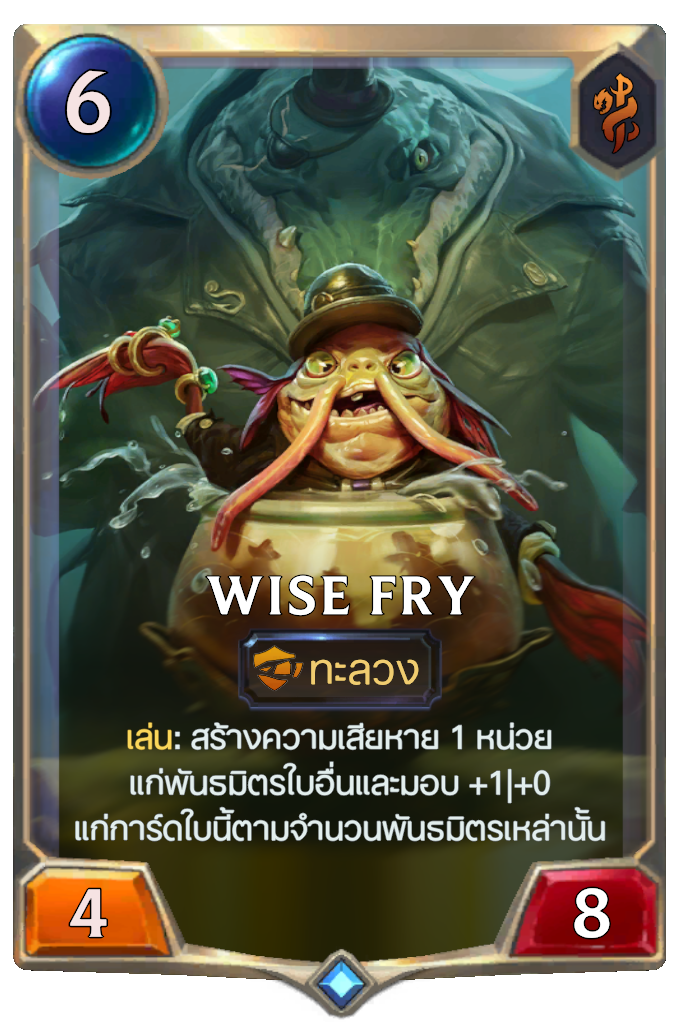 6
WISE FRY
ทะลวง
เล่น: สร้างความเสียหาย 1 หน่วย
แก่พันธมิตรใบอื่นและมอบ +1|+0
แก่การ์ดใบนี้ตามจำนวนพันธมิตรเหล่านั้น
4
8